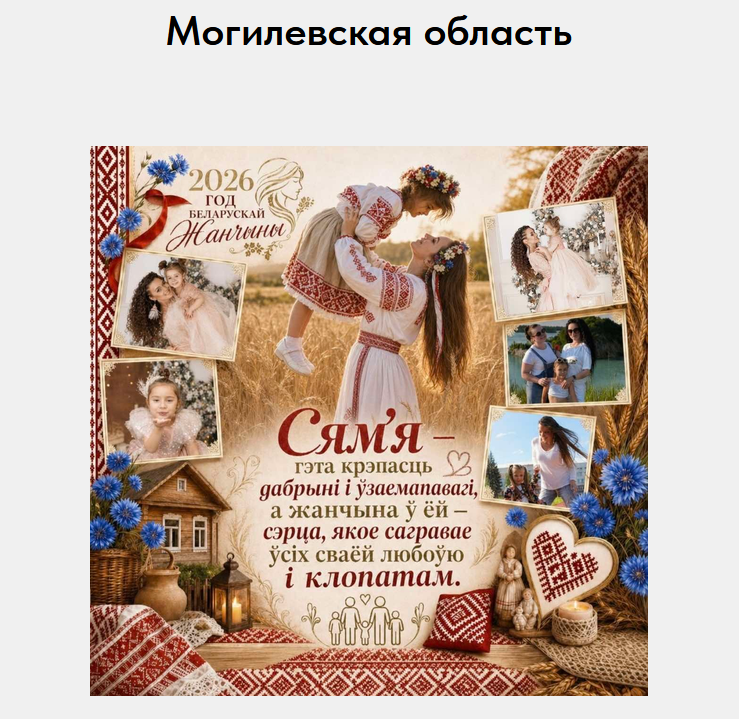 Могилевская область
2026
ГОД
БЕЛАРУСКАЙ
Жанчыны
Сям'я –
гэта крэпасць
дабрыні і ўзаемапавагі,
а жанчына ў ёй –
сэрца, якое саграваe
ўсіх сваёй любоўю
і клопатам.